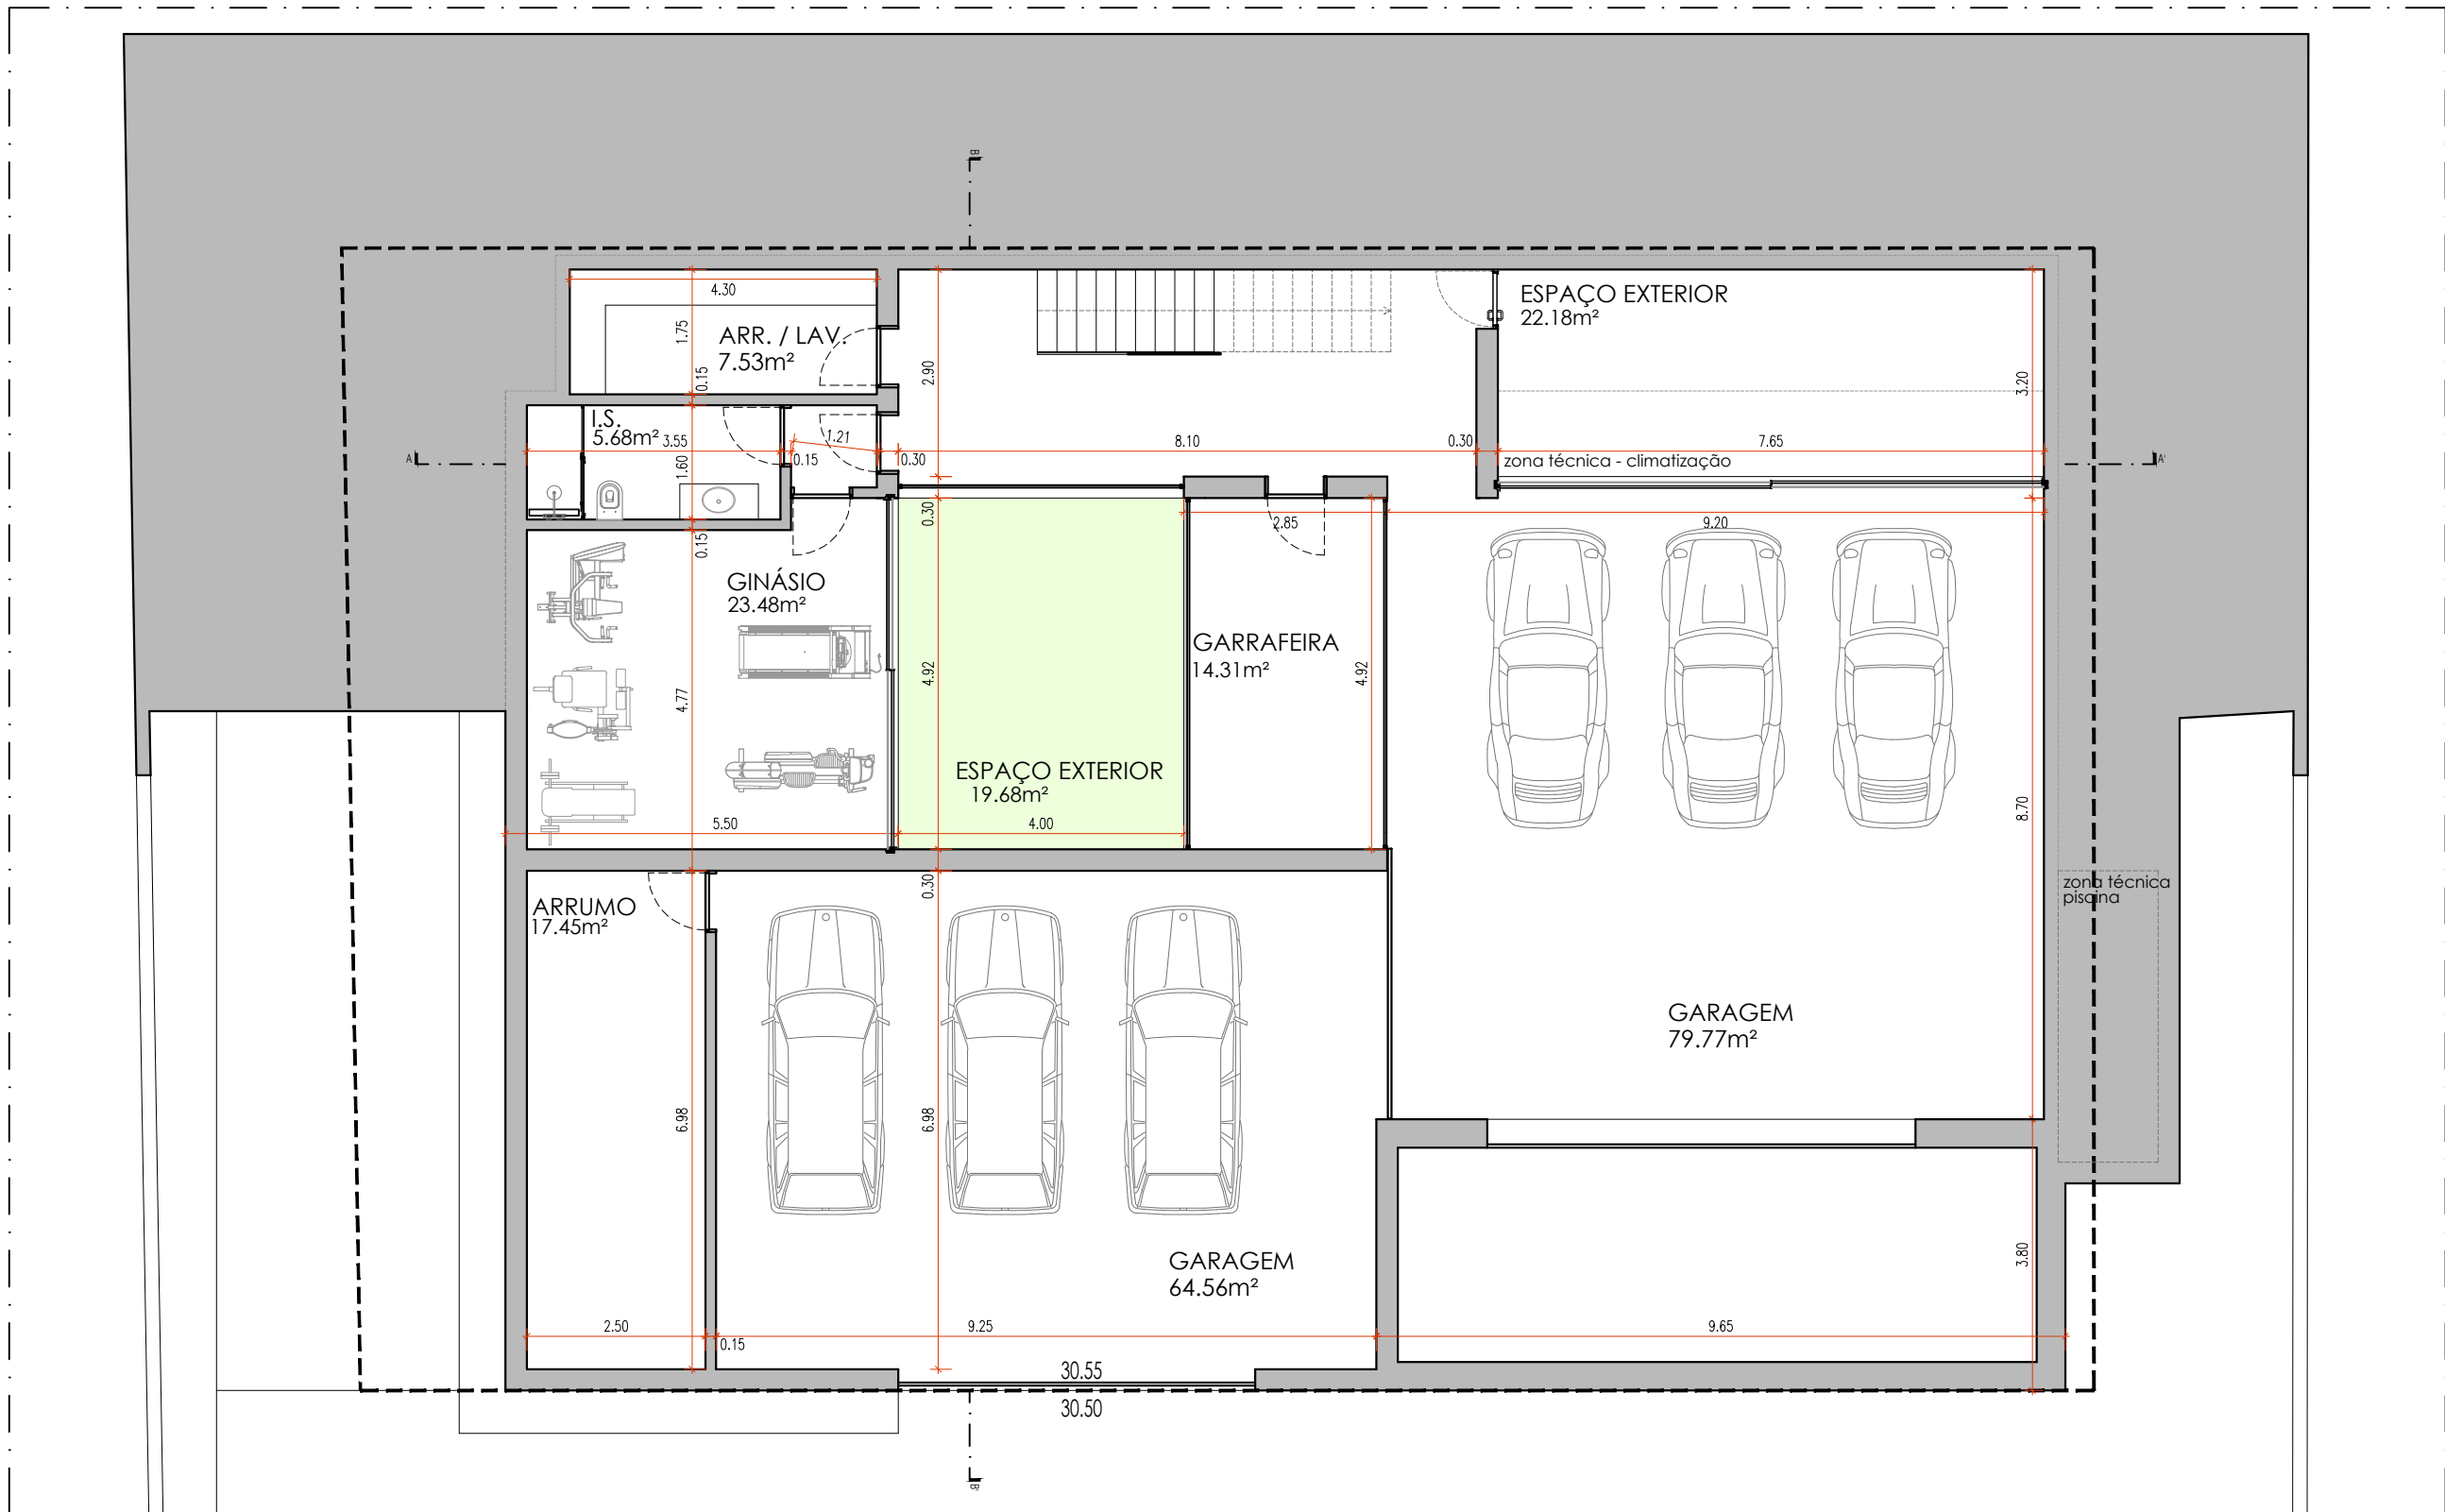 B
4.30
ESPAÇO EXTERIOR
22.18m²
1.75
ARR. / LAV.
7.53m²
0.15
2.90
3.20
I.S.
5.68m²
3.55
1.21
8.10
0.30
7.65
A
1.60
0.15
0.30
zona técnica - climatização
A'
0.30
2.85
9.20
0.15
GINÁSIO
23.48m²
GARRAFEIRA
14.31m²
4.92
4.92
4.77
ESPAÇO EXTERIOR
19.68m²
5.50
4.00
8.70
0.30
zona técnica
piscina
ARRUMO
17.45m²
GARAGEM
79.77m²
6.98
6.98
GARAGEM
64.56m²
3.80
2.50
0.15
9.25
9.65
30.55
30.50
B'